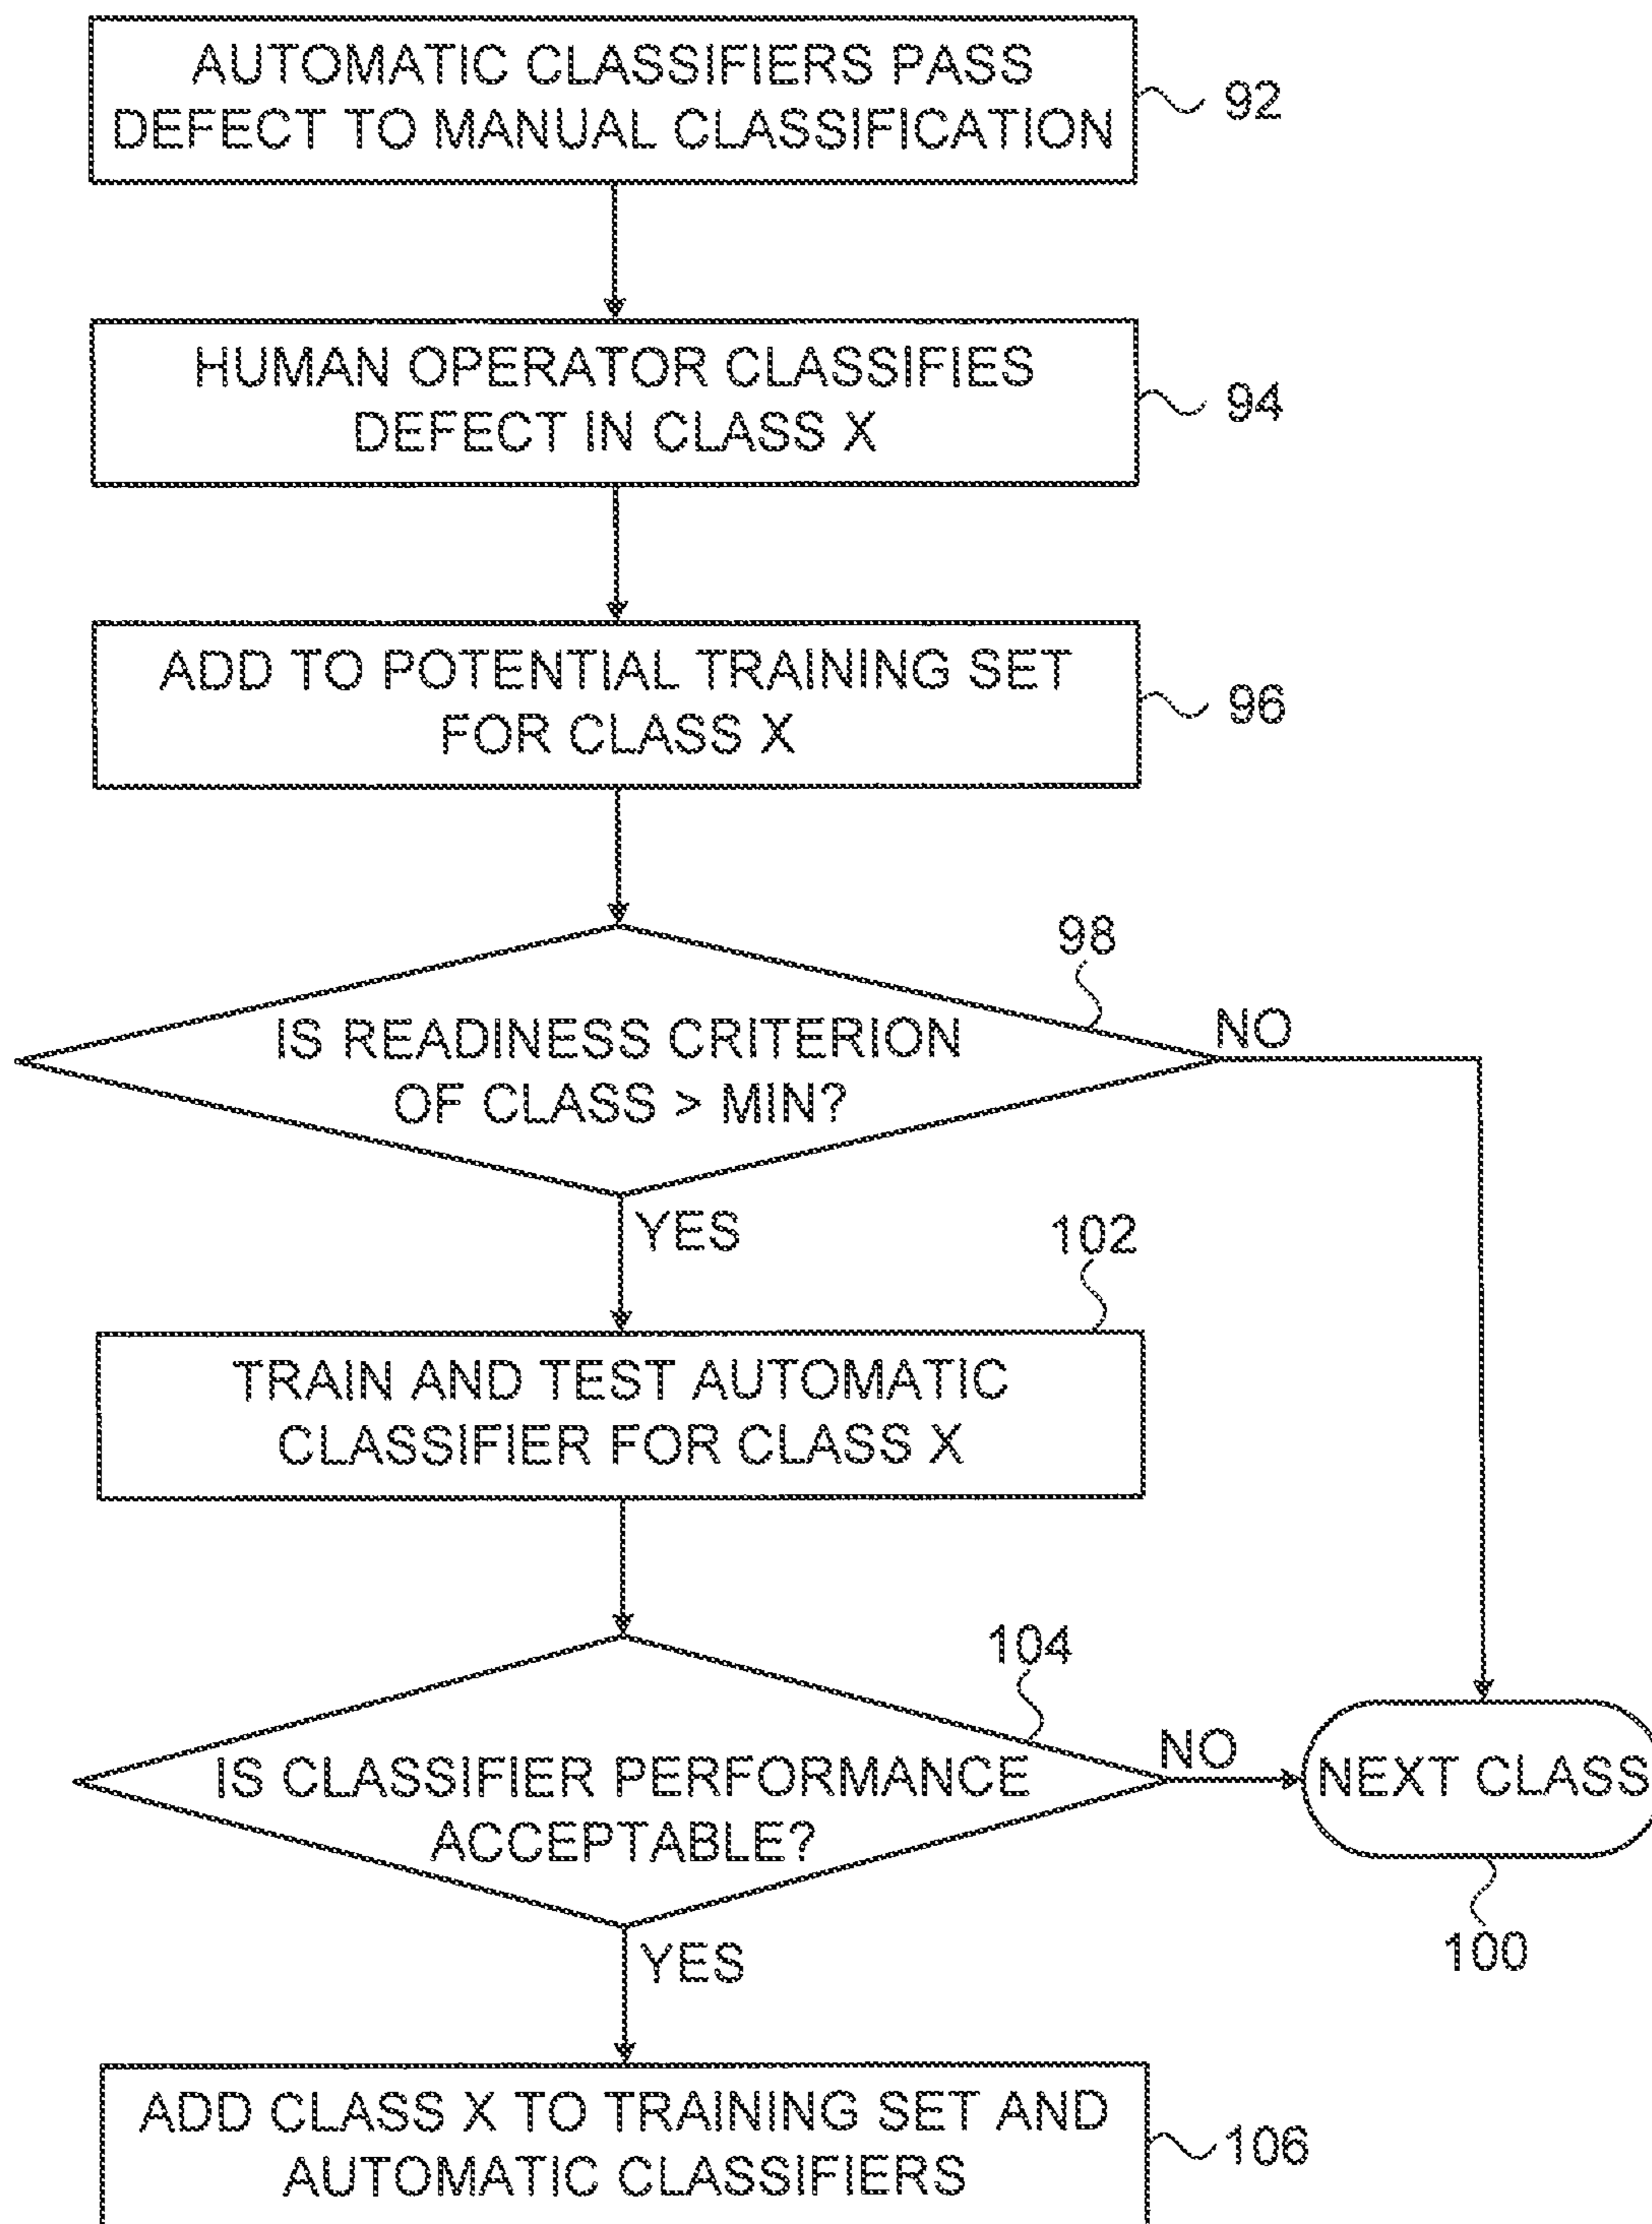 AUTOMATIC CLASSIFIERS PASS
DEFECT TO MANUAL CLASSIFICATION
92
HUMAN OPERATOR CLASSIFIES
DEFECT IN CLASS X
94
ADD TO POTENTIAL TRAINING SET
FOR CLASS X
96
98
IS READINESS CRITERION
OF CLASS > MIN?
NO
YES
102
TRAIN AND TEST AUTOMATIC
CLASSIFIER FOR CLASS X
104
IS CLASSIFIER PERFORMANCE
ACCEPTABLE?
NO
NEXT CLASS
100
YES
ADD CLASS X TO TRAINING SET AND
AUTOMATIC CLASSIFIERS
106